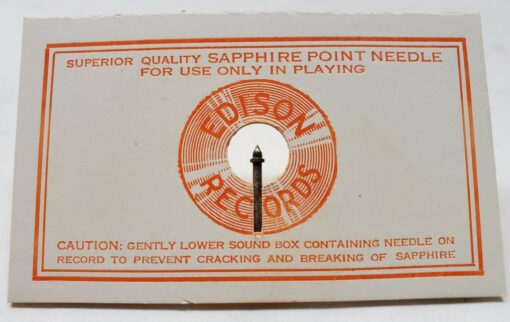 SUPERIOR QUALITY SAPPHIRE POINT NEEDLE
FOR USE ONLY IN PLAYING
EDISON
RECORDS
CAUTION: GENTLY LOWER SOUND BOX CONTAINING NEEDLE ON
RECORD TO PREVENT CRACKING AND BREAKING OF SAPPHIRE